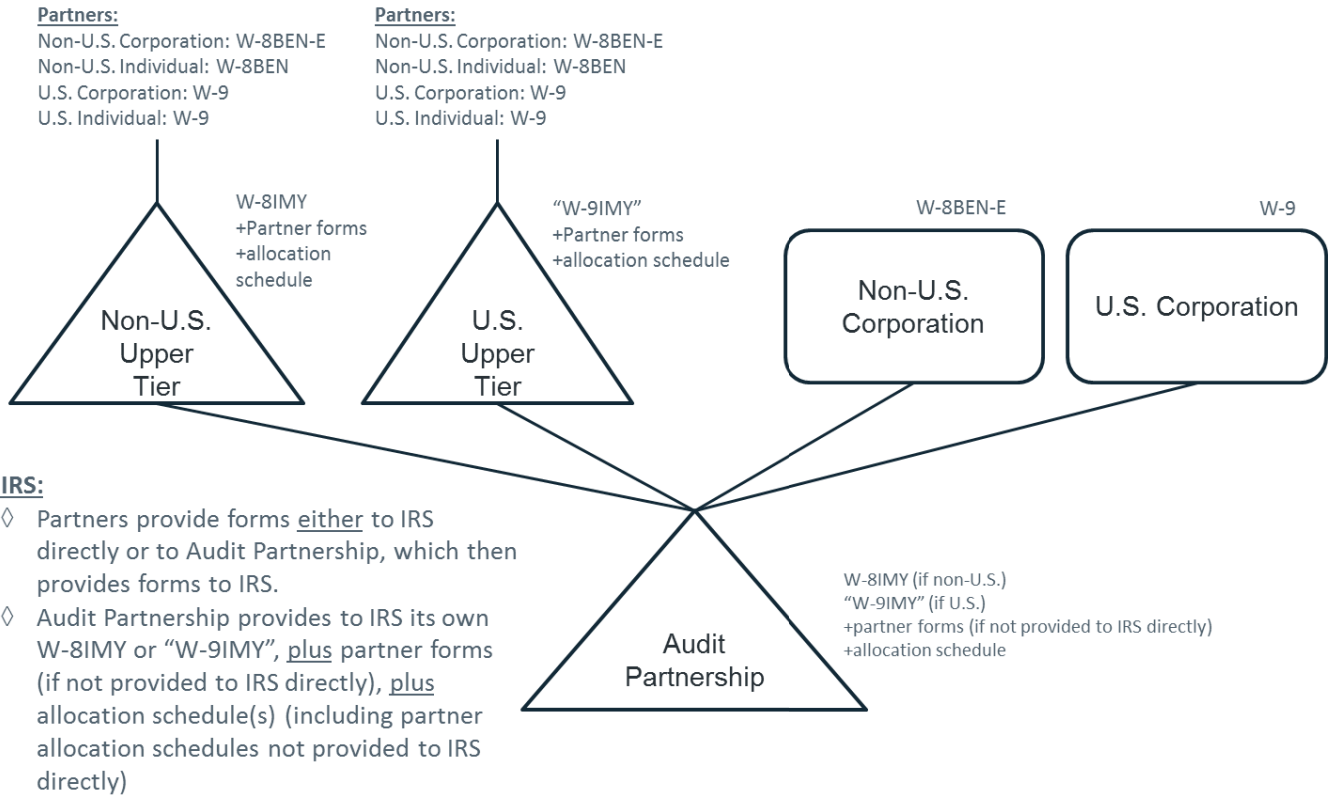 Partners:
Non-U.S. Corporation: W-8BEN-E
Non-U.S. Individual: W-8BEN
U.S. Corporation: W-9
U.S. Individual: W-9
Partners:
Non-U.S. Corporation: W-8BEN-E
Non-U.S. Individual: W-8BEN
U.S. Corporation: W-9
U.S. Individual: W-9
W-8IMY
+Partner forms
+allocation
schedule
“W-9IMY”
+Partner forms
+allocation schedule
W-8BEN-E
W-9
Non-U.S.
Upper
Tier
U.S.
Upper
Tier
Non-U.S.
Corporation
U.S. Corporation
IRS:
◊ Partners provide forms either to IRS
directly or to Audit Partnership, which then
provides forms to IRS.
◊ Audit Partnership provides to IRS its own
W-8IMY or “W-9IMY”, plus partner forms
(if not provided to IRS directly), plus
allocation schedule(s) (including partner
allocation schedules not provided to IRS
directly)
Audit
Partnership
W-8IMY (if non-U.S.)
“W-9IMY” (if U.S.)
+partner forms (if not provided to IRS directly)
+allocation schedule